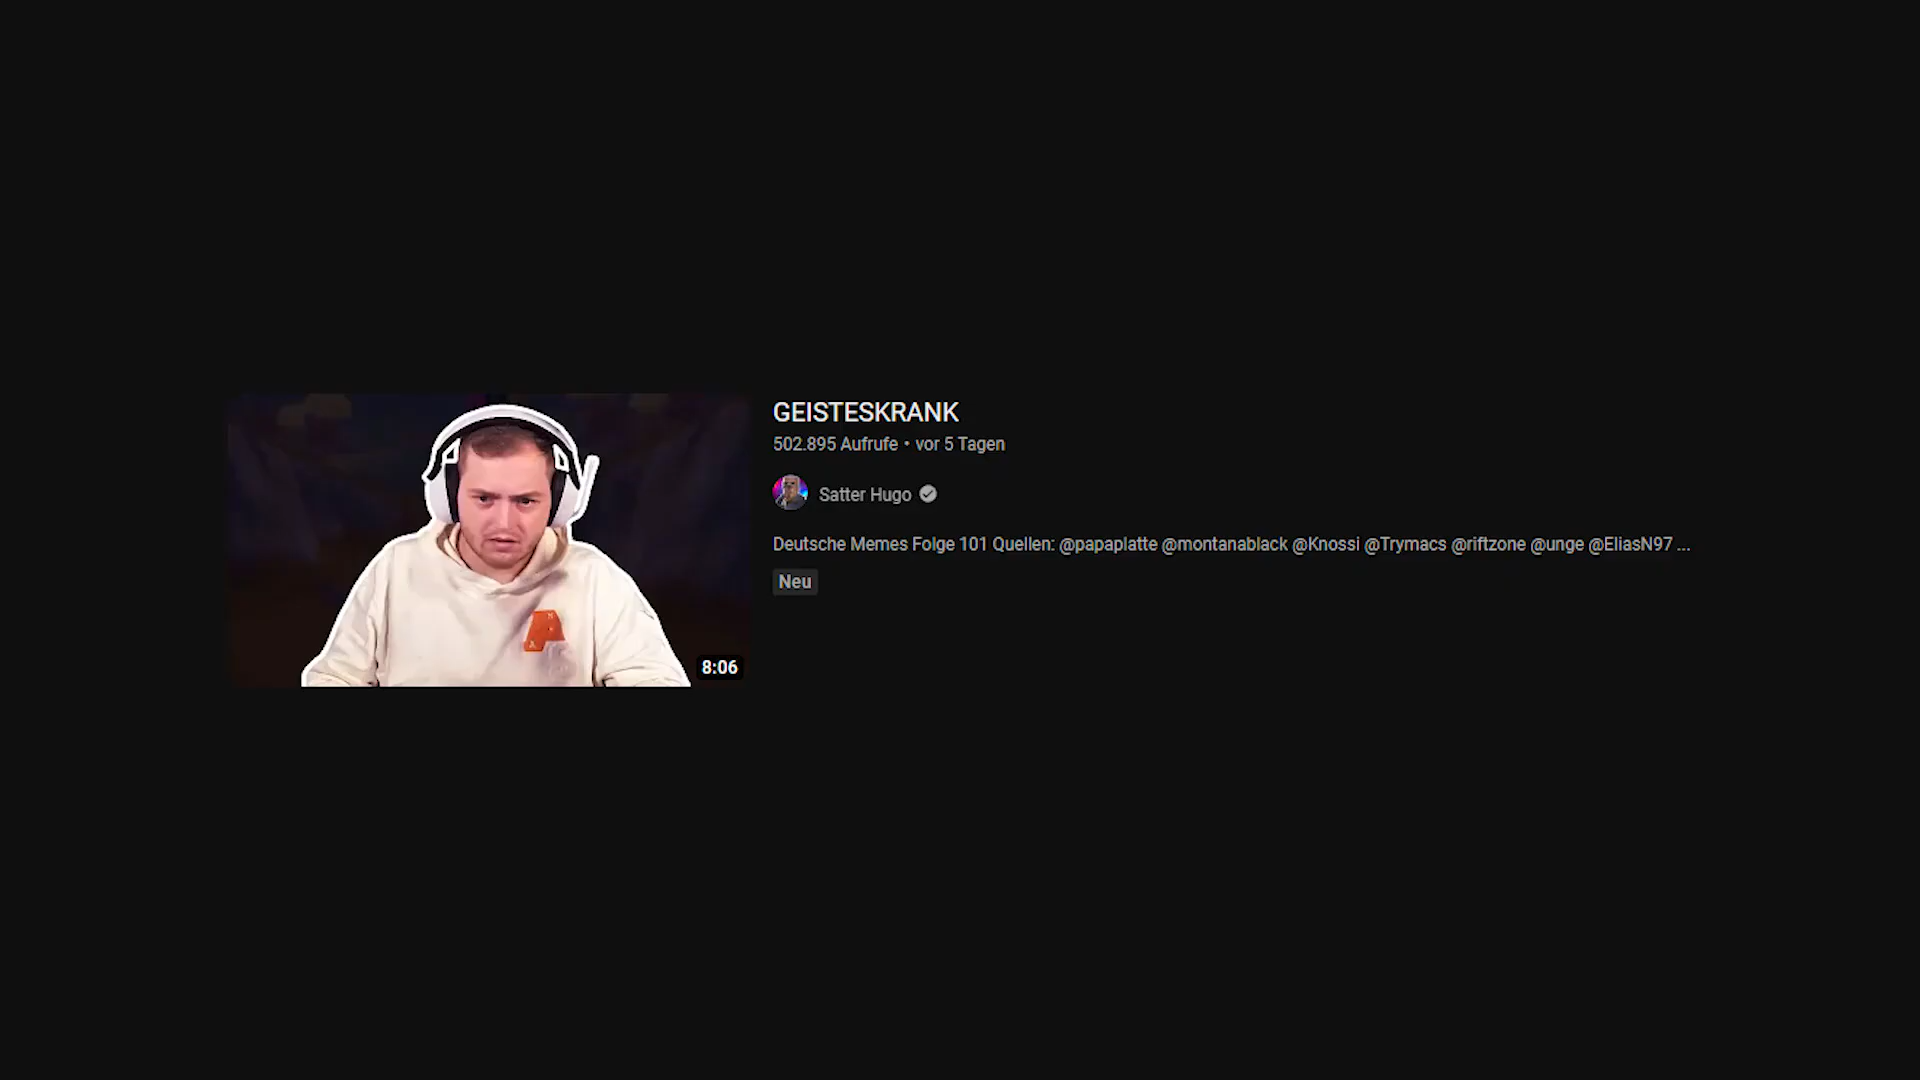 GEISTESKRANK
502.895 Aufrufe • vor 5 Tagen
Satter Hugo
Deutsche Memes Folge 101 Quellen: @papaplatte @montanablack @Knossi @Trymacs @riftzone @unge @EliasN97 ...
Neu
8:06